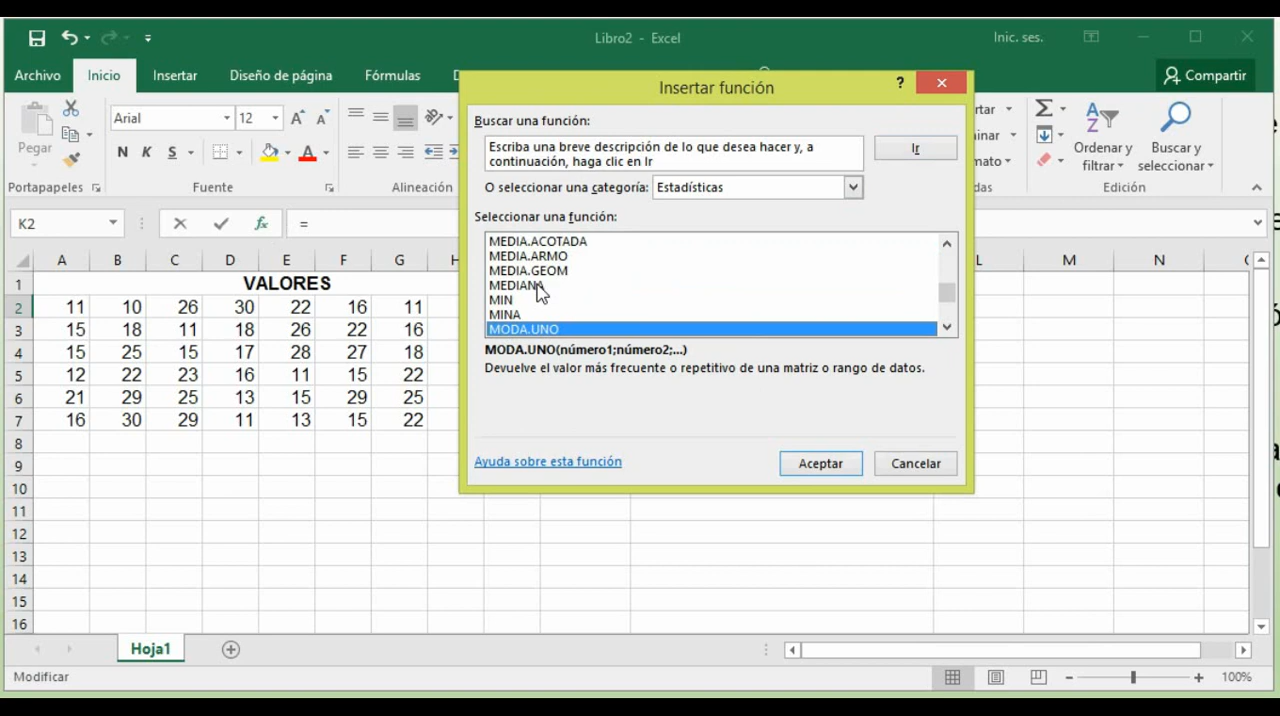 Libro2 - Excel
Inic. ses.
Archivo Inicio Insertar Diseño de página Fórmulas
Compartir
Insertar función
?
Buscar una función:
Escriba una breve descripción de lo que desea hacer y, a
continuación, haga clic en Ir
Ir
O seleccionar una categoría: Estadísticas
Seleccionar una función:
MEDIA.ACOTADA
MEDIA.ARMO
MEDIA.GEOM
MEDIANA
MIN
MINA
MODA.UNO
MODA.UNO(número1;número2;...)
Devuelve el valor más frecuente o repetitivo de una matriz o rango de datos.
Ayuda sobre esta función
Aceptar Cancelar
Pegar
Arial 12
N K S
Ordenar y
filtrar
Buscar y
seleccionar
Portapapeles Fuente Alineación Edición
K2 fx =
A B C D E F G H L M N
1 VALORES
2 11 10 26 30 22 16 11
3 15 18 11 18 26 22 16
4 15 25 15 17 28 27 18
5 12 22 23 16 11 15 22
6 21 29 25 13 15 29 25
7 16 30 29 11 13 15 22
8
9
10
11
12
13
14
15
16
Hoja1
Modificar
100%